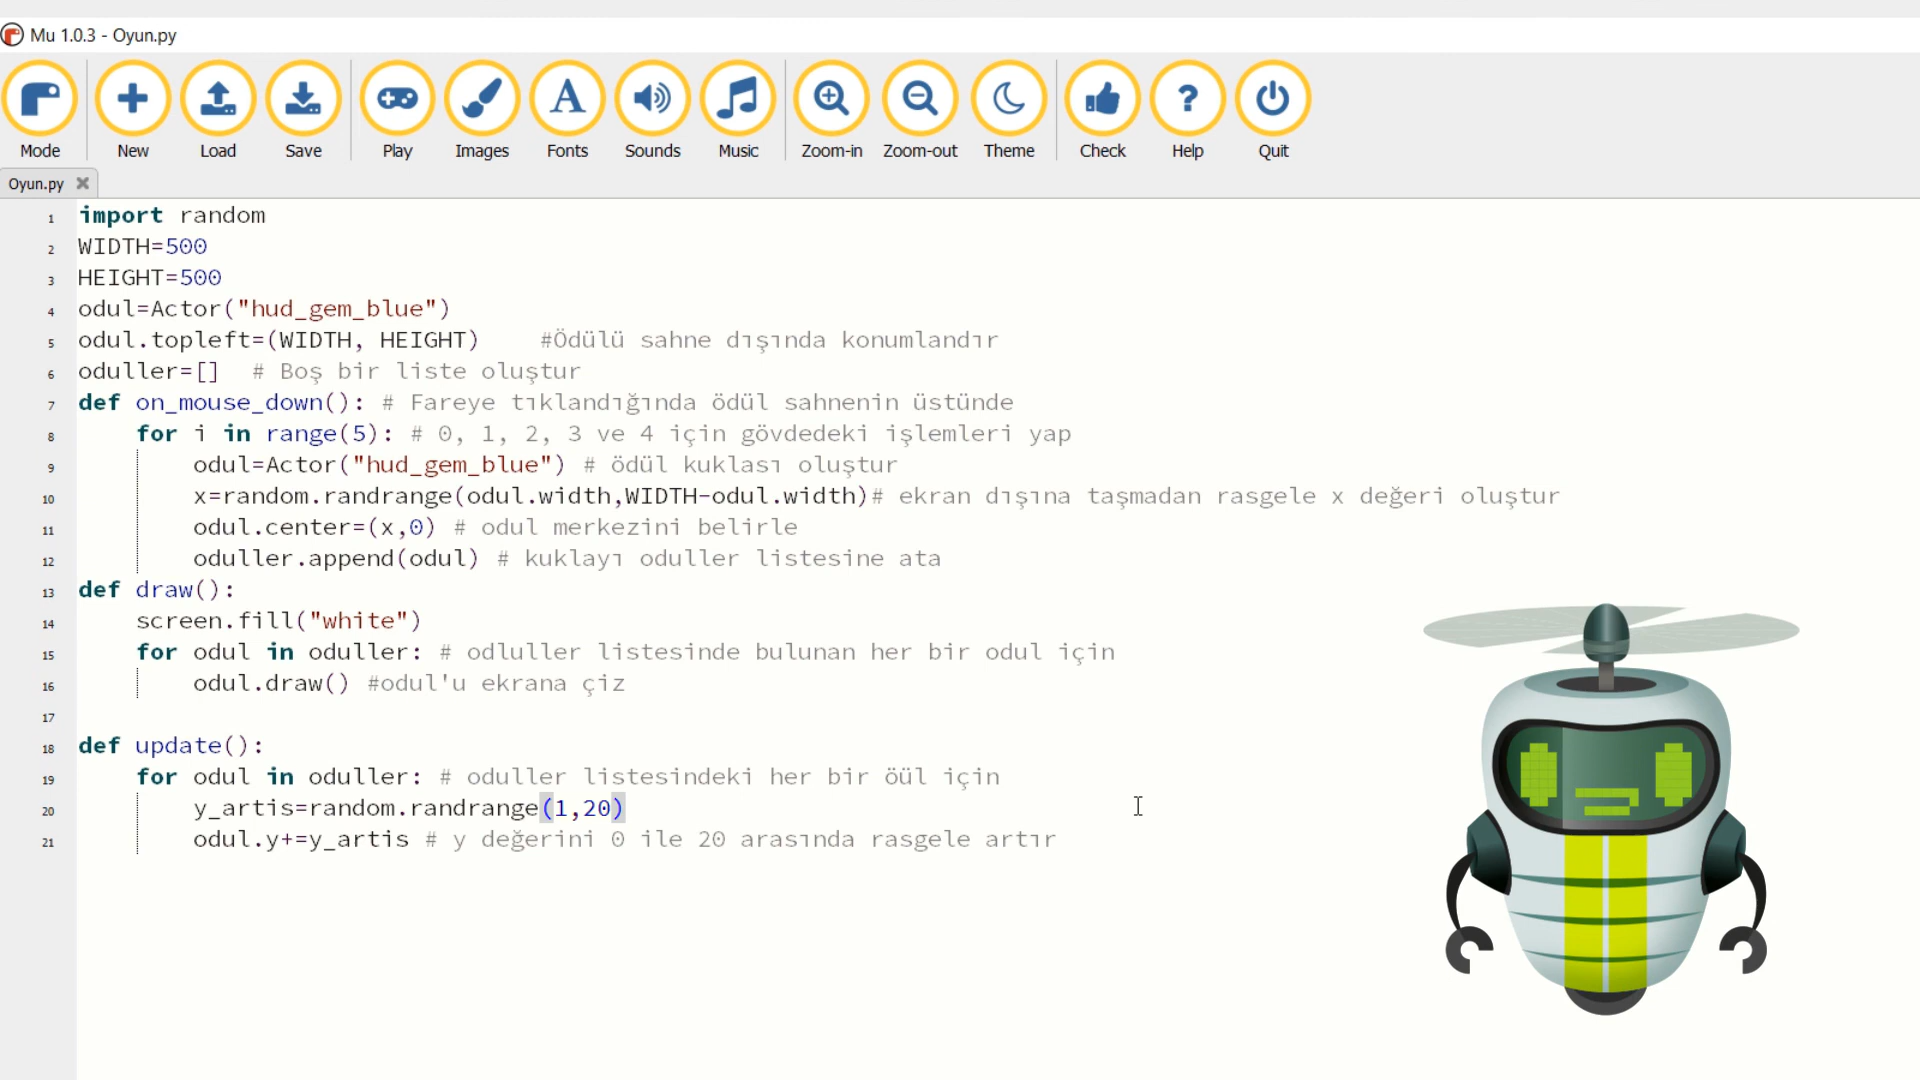 Mu 1.0.3 - Oyun.py
Mode New Load Save Play Images Fonts Sounds Music Zoom-in Zoom-out Theme Check Help Quit
Oyun.py
1 import random
2 WIDTH=500
3 HEIGHT=500
4 odul=Actor("hud_gem_blue")
5 odul.topleft=(WIDTH, HEIGHT)    #Ödülü sahne dışında konumlandır
6 oduller=[]  # Boş bir liste oluştur
7 def on_mouse_down(): # Fareye tıklandığında ödül sahnenin üstünde
8     for i in range(5): # 0, 1, 2, 3 ve 4 için gövdedeki işlemleri yap
9         odul=Actor("hud_gem_blue") # ödül kuklası oluştur
10         x=random.randrange(odul.width,WIDTH-odul.width)# ekran dışına taşmadan rasgele x değeri oluştur
11         odul.center=(x,0) # odul merkezini belirle
12         oduller.append(odul) # kuklayı oduller listesine ata
13 def draw():
14     screen.fill("white")
15     for odul in oduller: # odluller listesinde bulunan her bir odul için
16         odul.draw() #odul'u ekrana çiz
17
18 def update():
19     for odul in oduller: # oduller listesindeki her bir öül için
20         y_artis=random.randrange(1,20)
21         odul.y+=y_artis # y değerini 0 ile 20 arasında rasgele artır